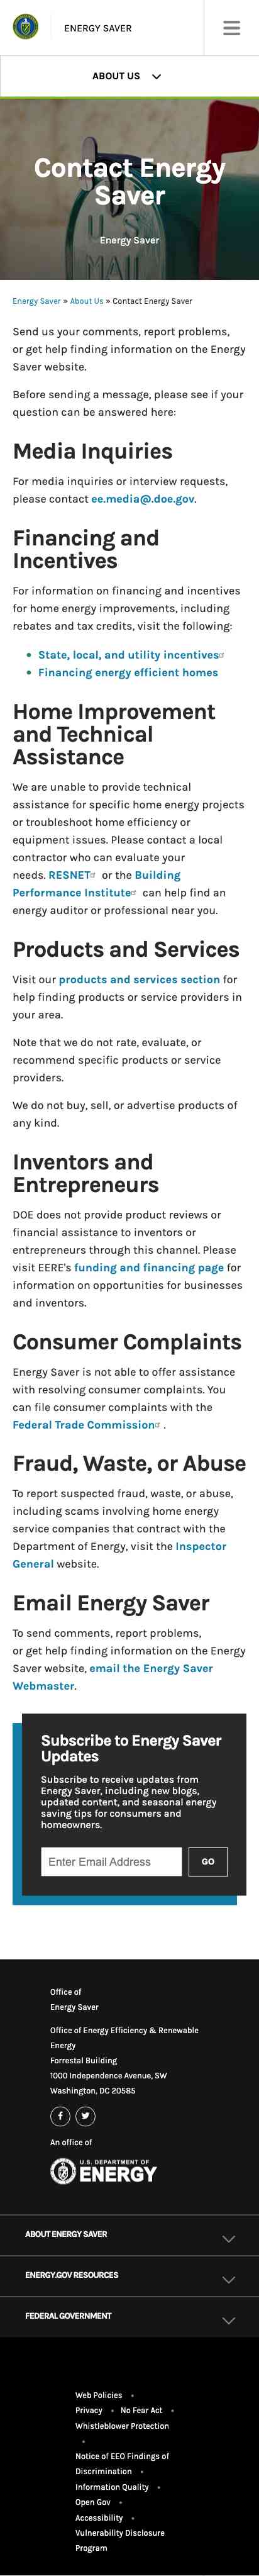 ENERGY SAVER
ABOUT US
Contact Energy
Saver
Energy Saver
Energy Saver » About Us » Contact Energy Saver
Send us your comments, report problems,
or get help finding information on the Energy
Saver website.
Before sending a message, please see if your
question can be answered here:
Media Inquiries
For media inquiries or interview requests,
please contact ee.media@.doe.gov.
Financing and
Incentives
For information on financing and incentives
for home energy improvements, including
rebates and tax credits, visit the following:
• State, local, and utility incentives
• Financing energy efficient homes
Home Improvement
and Technical
Assistance
We are unable to provide technical
assistance for specific home energy projects
or troubleshoot home efficiency or
equipment issues. Please contact a local
contractor who can evaluate your
needs. RESNET or the Building
Performance Institute can help find an
energy auditor or professional near you.
Products and Services
Visit our products and services section for
help finding products or service providers in
your area.
Note that we do not rate, evaluate, or
recommend specific products or service
providers.
We do not buy, sell, or advertise products of
any kind.
Inventors and
Entrepreneurs
DOE does not provide product reviews or
financial assistance to inventors or
entrepreneurs through this channel. Please
visit EERE's funding and financing page for
information on opportunities for businesses
and inventors.
Consumer Complaints
Energy Saver is not able to offer assistance
with resolving consumer complaints. You
can file consumer complaints with the
Federal Trade Commission .
Fraud, Waste, or Abuse
To report suspected fraud, waste, or abuse,
including scams involving home energy
service companies that contract with the
Department of Energy, visit the Inspector
General website.
Email Energy Saver
To send comments, report problems,
or get help finding information on the Energy
Saver website, email the Energy Saver
Webmaster.
Subscribe to Energy Saver
Updates
Subscribe to receive updates from
Energy Saver, including new blogs,
updated content, and seasonal energy
saving tips for consumers and
homeowners.
Enter Email Address GO
Office of
Energy Saver
Office of Energy Efficiency & Renewable
Energy
Forrestal Building
1000 Independence Avenue, SW
Washington, DC 20585
An office of
U.S. DEPARTMENT OF
ENERGY
ABOUT ENERGY SAVER
ENERGY.GOV RESOURCES
FEDERAL GOVERNMENT
Web Policies •
Privacy • No Fear Act •
Whistleblower Protection
•
Notice of EEO Findings of
Discrimination •
Information Quality •
Open Gov •
Accessibility •
Vulnerability Disclosure
Program